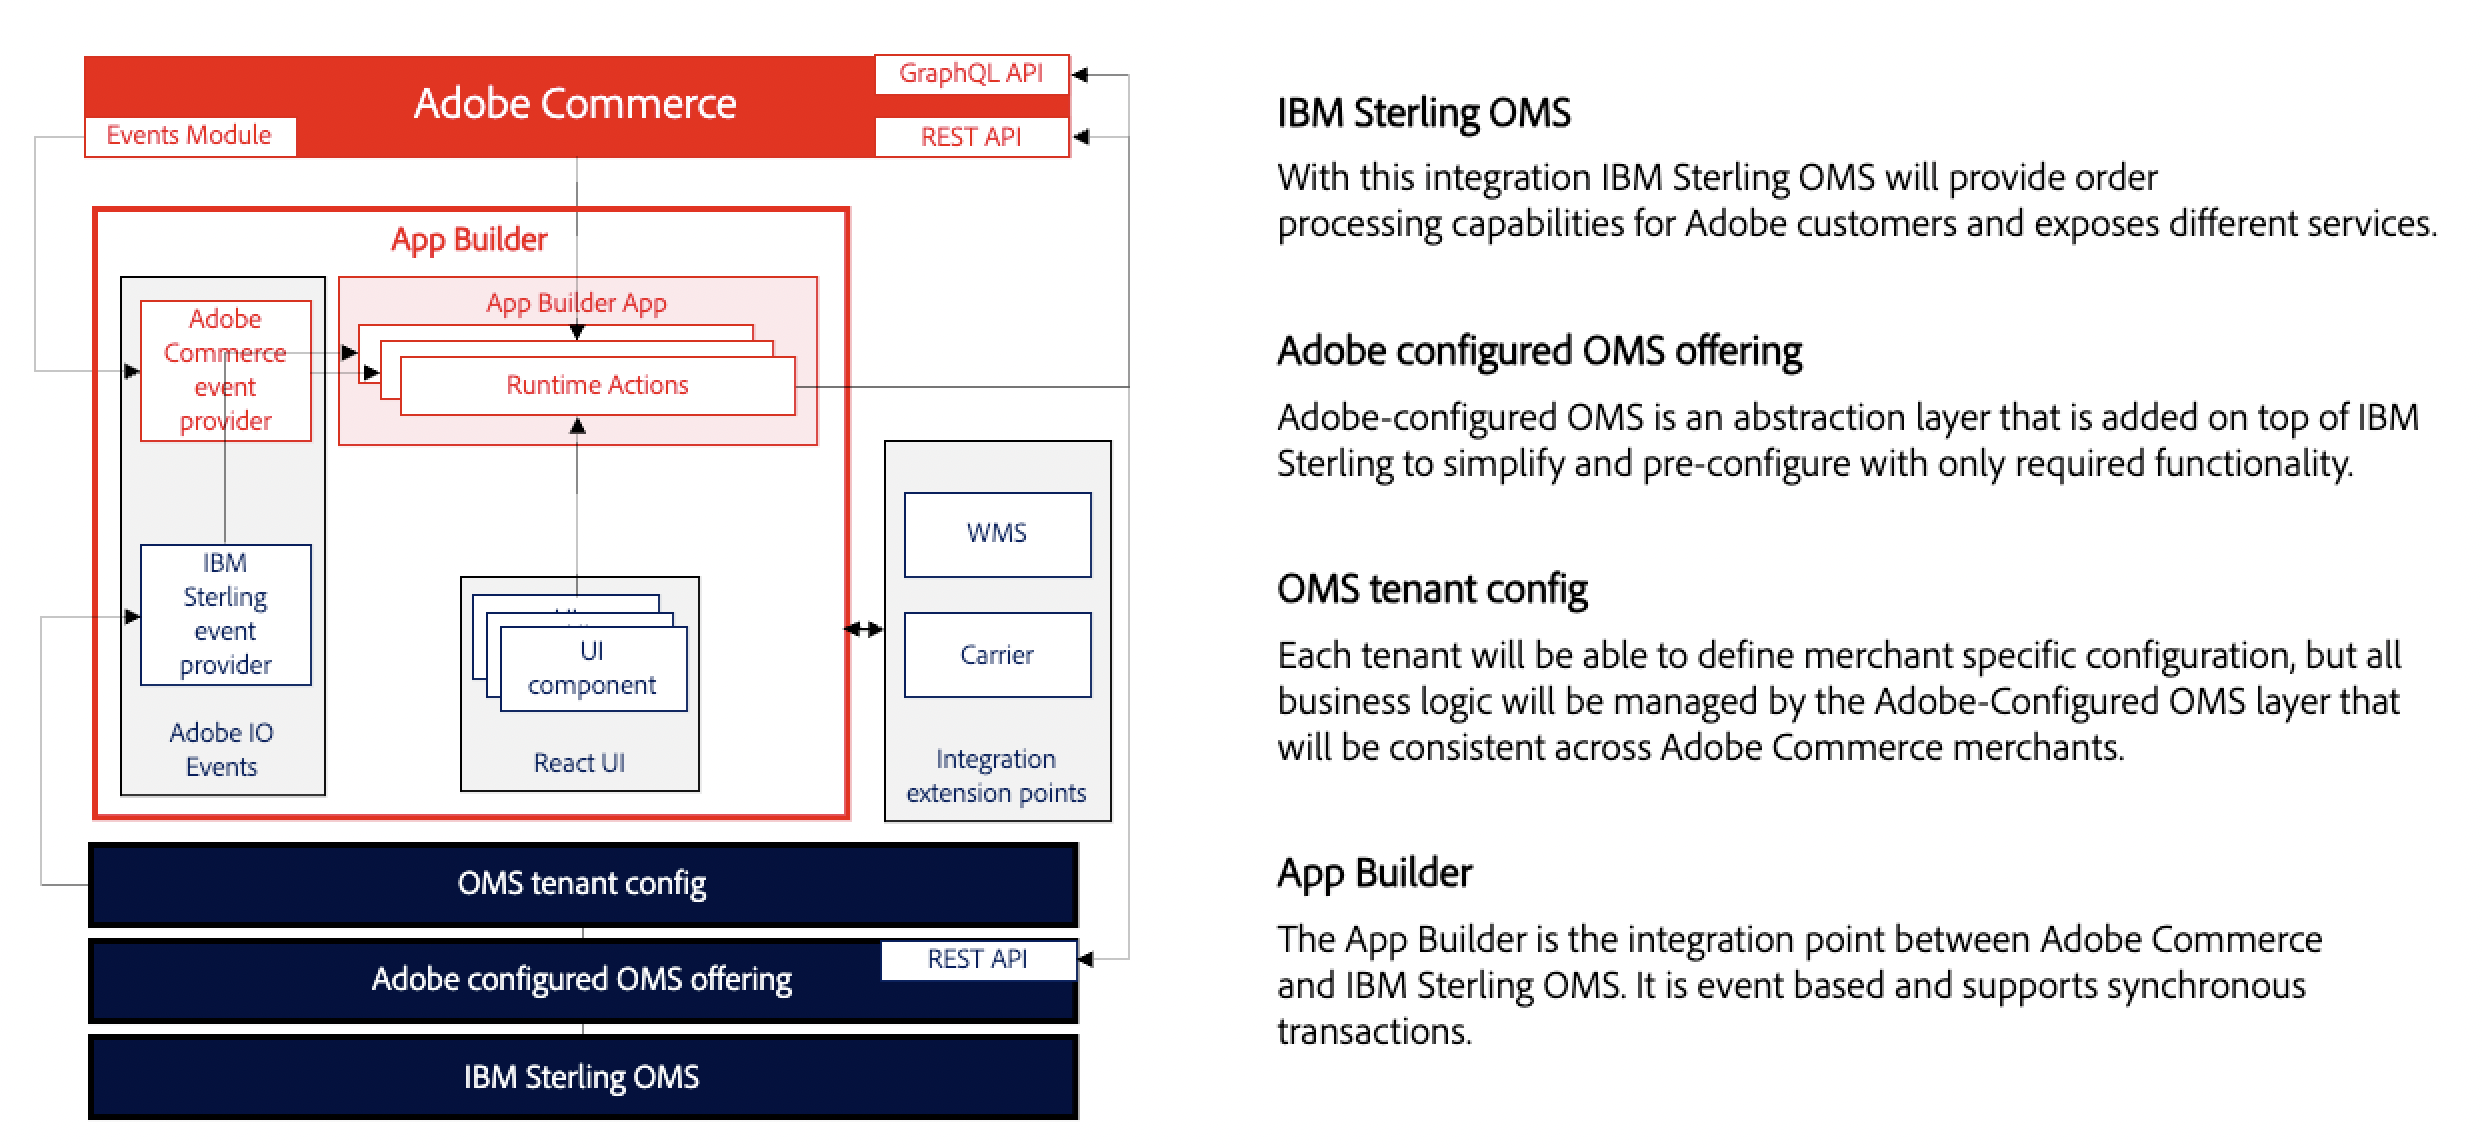 Adobe Commerce
GraphQL API
Events Module
REST API
App Builder
App Builder App
Adobe
Commerce
event
provider
Runtime Actions
IBM
Sterling
event
provider
Adobe IO
Events
UI
component
React UI
WMS
Carrier
Integration
extension points
OMS tenant config
Adobe configured OMS offering
REST API
IBM Sterling OMS
IBM Sterling OMS
With this integration IBM Sterling OMS will provide order
processing capabilities for Adobe customers and exposes different services.
Adobe configured OMS offering
Adobe-configured OMS is an abstraction layer that is added on top of IBM
Sterling to simplify and pre-configure with only required functionality.
OMS tenant config
Each tenant will be able to define merchant specific configuration, but all
business logic will be managed by the Adobe-Configured OMS layer that
will be consistent across Adobe Commerce merchants.
App Builder
The App Builder is the integration point between Adobe Commerce
and IBM Sterling OMS. It is event based and supports synchronous
transactions.